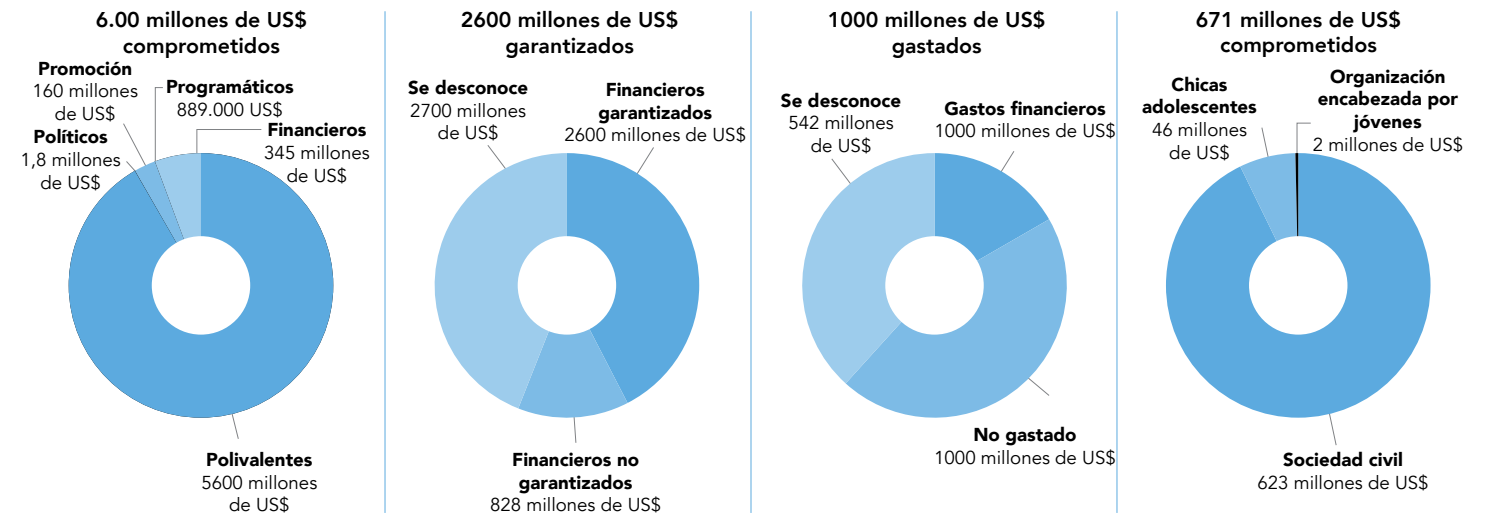 6.00 millones de US$
comprometidos
Promoción
160 millones
de US$
Programáticos
889.000 US$
Políticos
1,8 millones
de US$
Financieros
345 millones
de US$
Polivalentes
5600 millones
de US$
2600 millones de US$
garantizados
Se desconoce
2700 millones
de US$
Financieros
garantizados
2600 millones de US$
Financieros no
garantizados
828 millones de US$
1000 millones de US$
gastados
Se desconoce
542 millones
de US$
Gastos financieros
1000 millones de US$
No gastado
1000 millones de US$
671 millones de US$
comprometidos
Chicas
adolescentes
46 millones
de US$
Organización
encabezada por
jóvenes
2 millones de US$
Sociedad civil
623 millones de US$